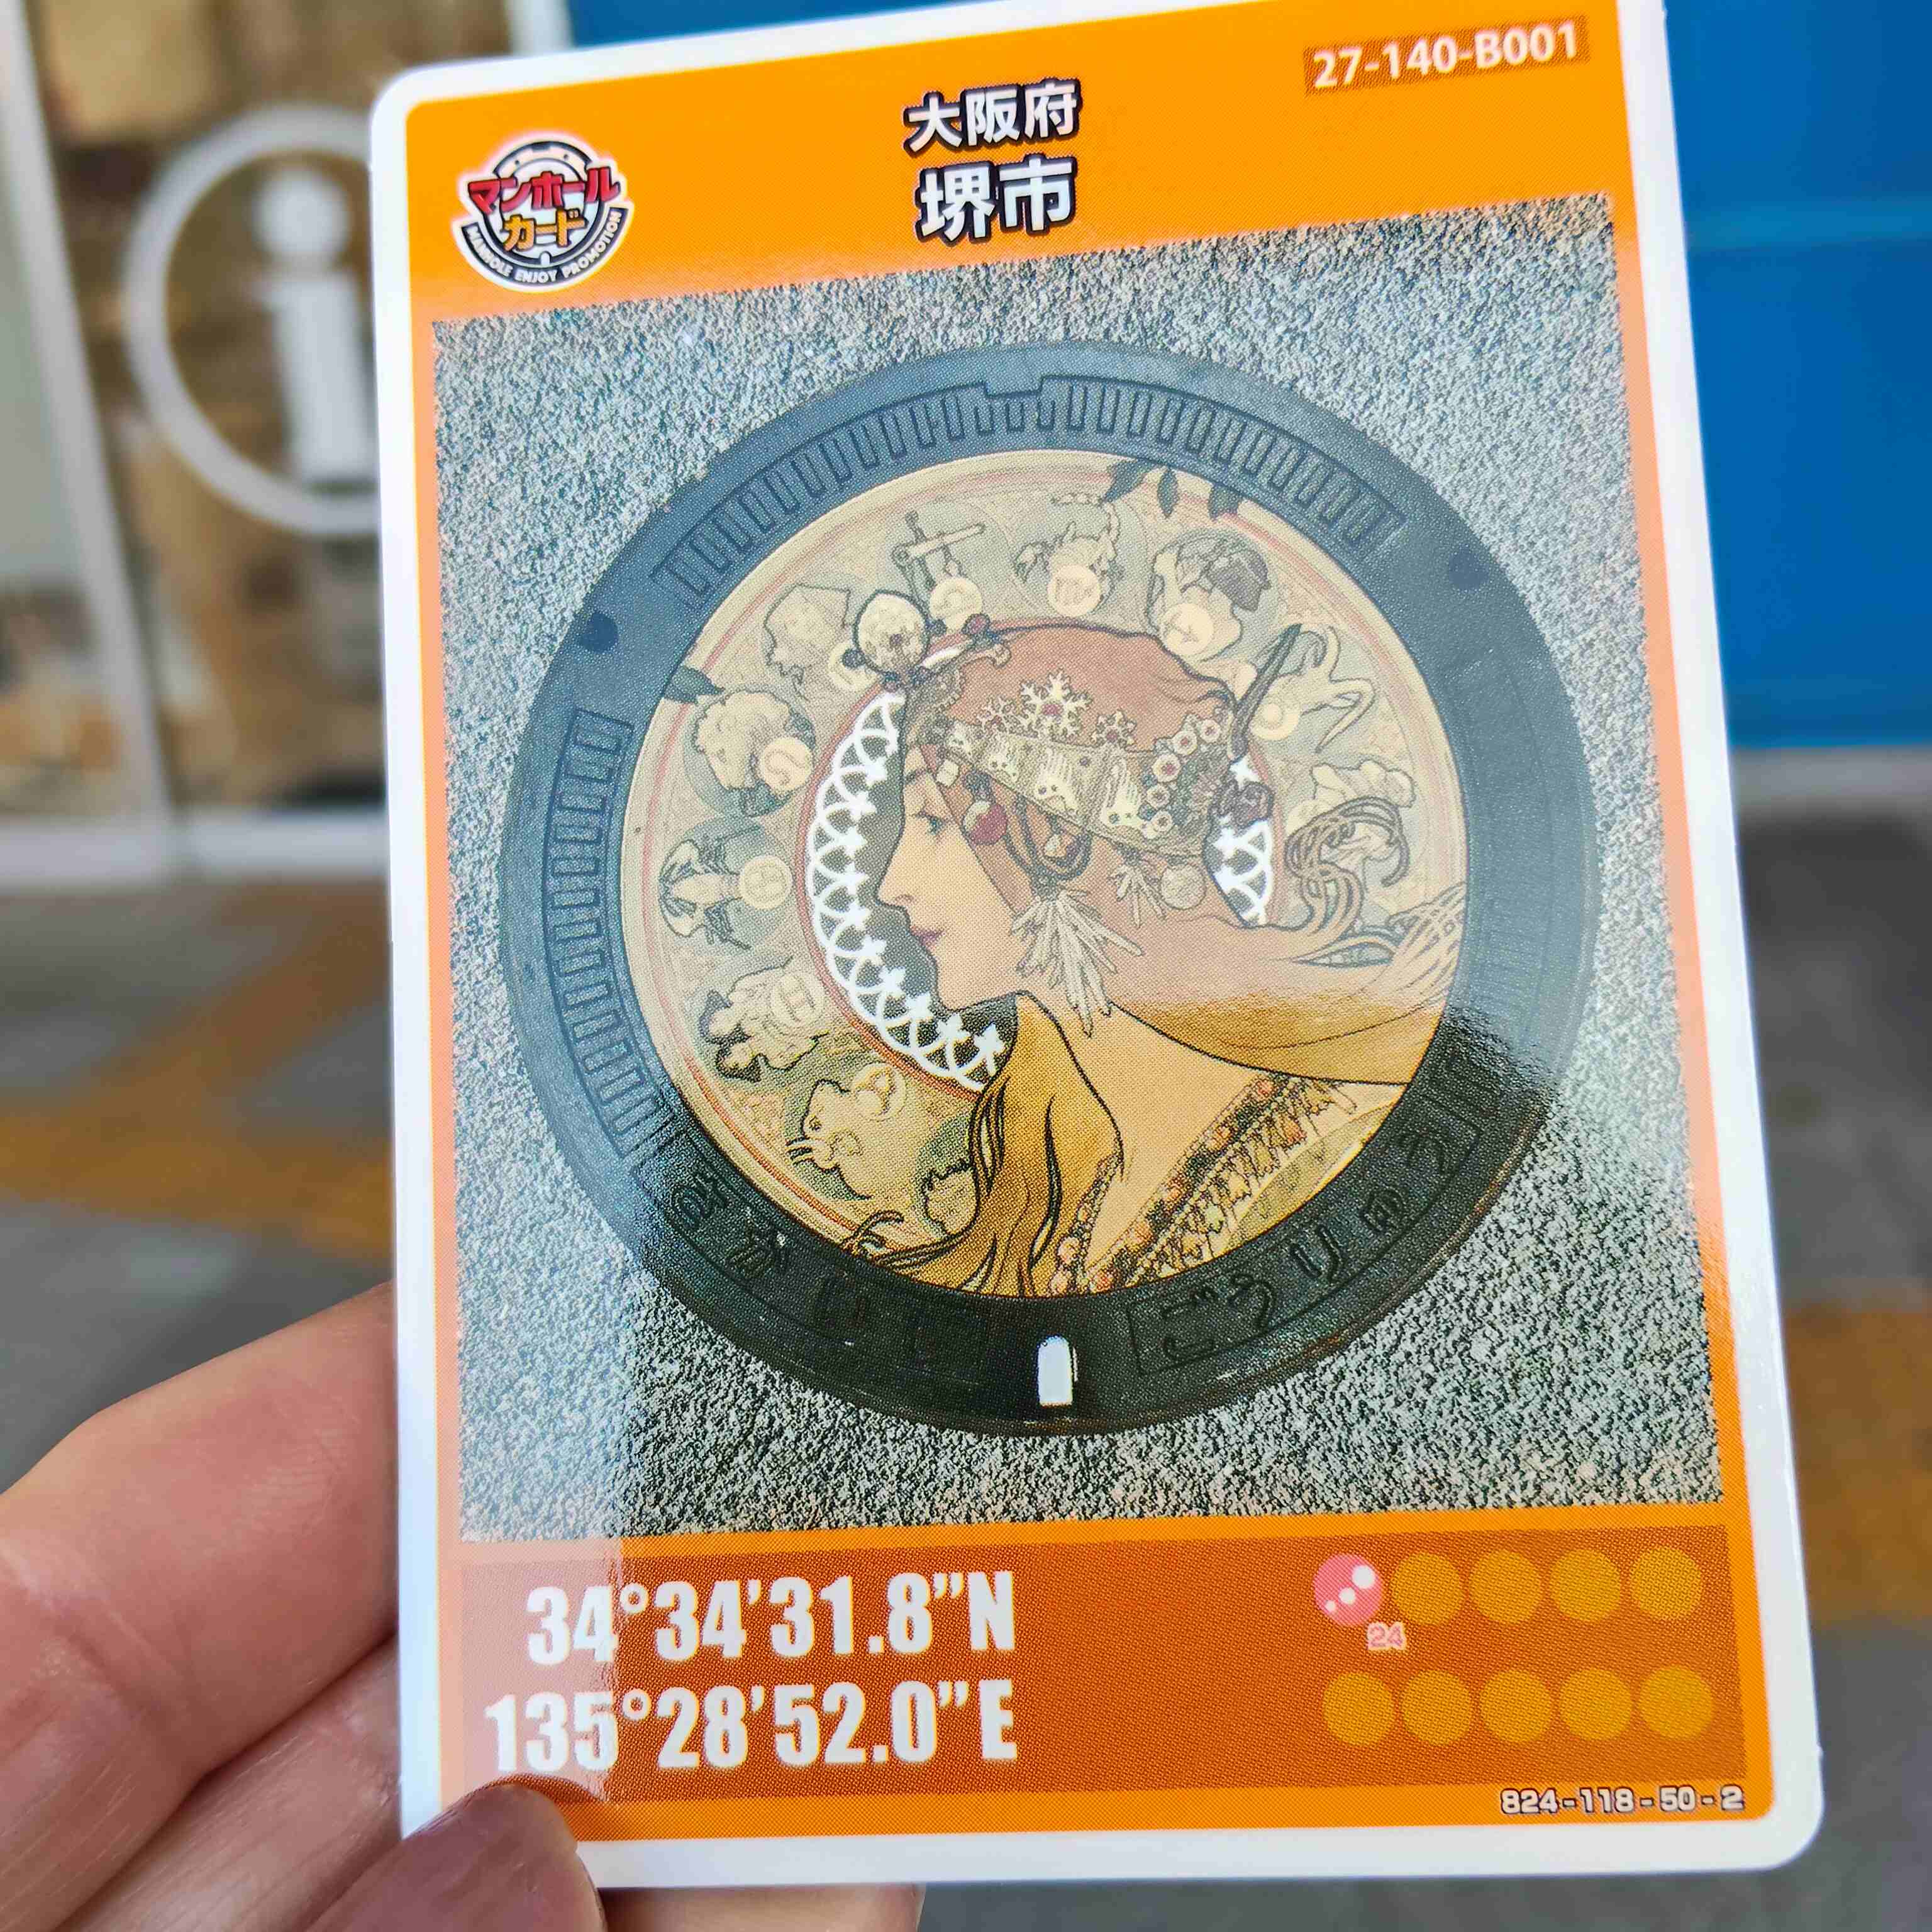 27-140-B001
大阪府
堺市
マンホール
カード
MANHOLE ENJOY PROMOTION
さかい
ごうりゅう
34°34'31.8"N
135°28'52.0"E
24
824-118-50-2